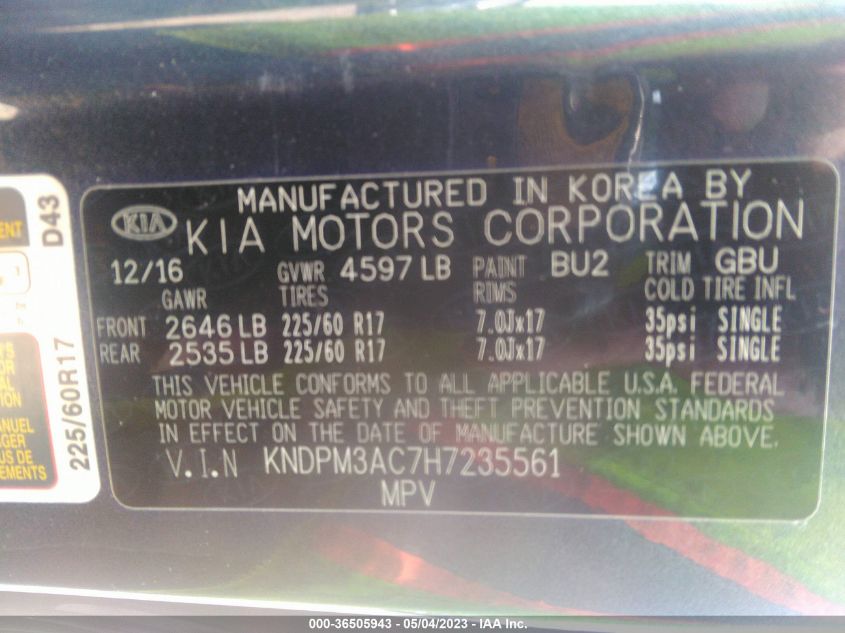 MANUFACTURED IN KOREA BY
KIA
KIA MOTORS CORPORATION
12/16 GVWR 4597 LB PAINT BU2 TRIM GBU
GAWR TIRES RIMS COLD TIRE INFL
FRONT 2646 LB 225/60 R17 7.0Jx17 35psi SINGLE
REAR 2535 LB 225/60 R17 7.0Jx17 35psi SINGLE
THIS VEHICLE CONFORMS TO ALL APPLICABLE U.S.A. FEDERAL
MOTOR VEHICLE SAFETY AND THEFT PREVENTION STANDARDS
IN EFFECT ON THE DATE OF MANUFACTURE SHOWN ABOVE.
V.I.N KNDPM3AC7H7235561
MPV
D43
225/60R17
MANUEL
000-36505943 - 05/04/2023 - IAA Inc.